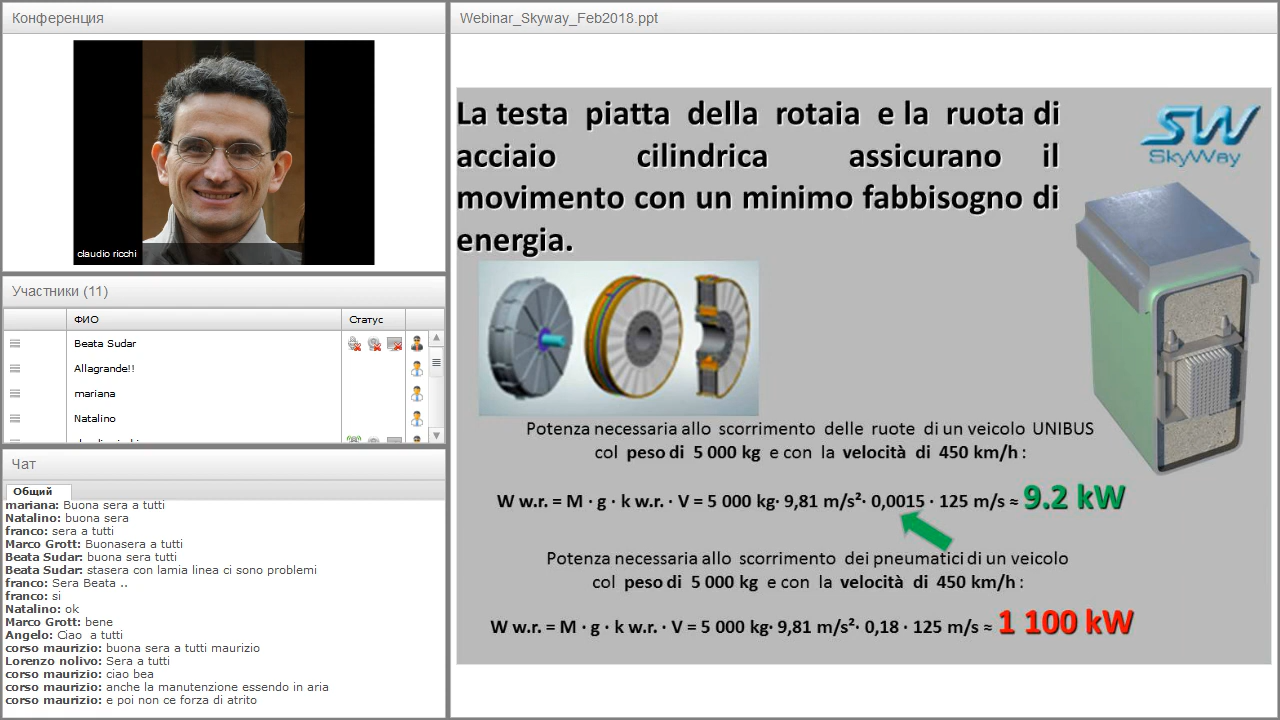 Конференция
claudio ricchi
Участники (11)
ФИО
Статус
Beata Sudar
Allagrande!!
mariana
Natalino
Чат
Общий
mariana: Buona sera a tutti
Natalino: buona sera
franco: sera a tutti
Marco Grott: Buonasera a tutti
Beata Sudar: buona sera tutti
Beata Sudar: stasera con lamia linea ci sono problemi
franco: Sera Beata ..
franco: si
Natalino: ok
Marco Grott: bene
Angelo: Ciao a tutti
corso maurizio: buona sera a tutti maurizio
Lorenzo nolivo: Sera a tutti
corso maurizio: ciao bea
corso maurizio: anche la manutenzione essendo in aria
corso maurizio: e poi non ce forza di atrito
Webinar_Skyway_Feb2018.ppt
La testa piatta della rotaia e la ruota di
acciaio cilindrica assicurano il
movimento con un minimo fabbisogno di
energia.
SW
SkyWay
Potenza necessaria allo scorrimento delle ruote di un veicolo UNIBUS
col peso di 5 000 kg e con la velocità di 450 km/h :
W w.r. = M · g · k w.r. · V = 5 000 kg· 9,81 m/s²· 0,0015 · 125 m/s ≈ 9.2 kW
Potenza necessaria allo scorrimento dei pneumatici di un veicolo
col peso di 5 000 kg e con la velocità di 450 km/h :
W w.r. = M · g · k w.r. · V = 5 000 kg· 9,81 m/s²· 0,18 · 125 m/s ≈ 1 100 kW